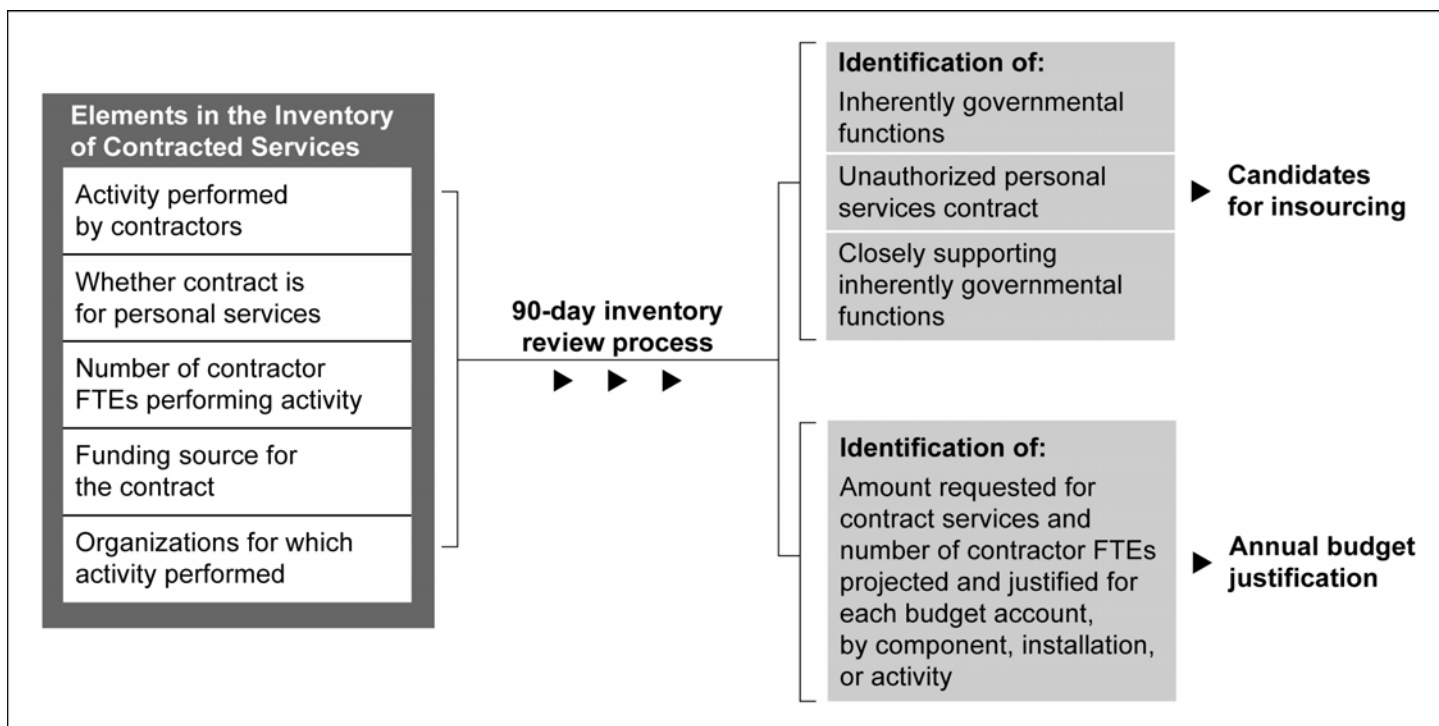 Elements in the Inventory
of Contracted Services
Activity performed
by contractors
Whether contract is
for personal services
Number of contractor
FTEs performing activity
Funding source for
the contract
Organizations for which
activity performed
90-day inventory
review process
Identification of:
Inherently governmental
functions
Unauthorized personal
services contract
Closely supporting
inherently governmental
functions
Candidates
for insourcing
Identification of:
Amount requested for
contract services and
number of contractor FTEs
projected and justified for
each budget account,
by component, installation,
or activity
Annual budget
justification